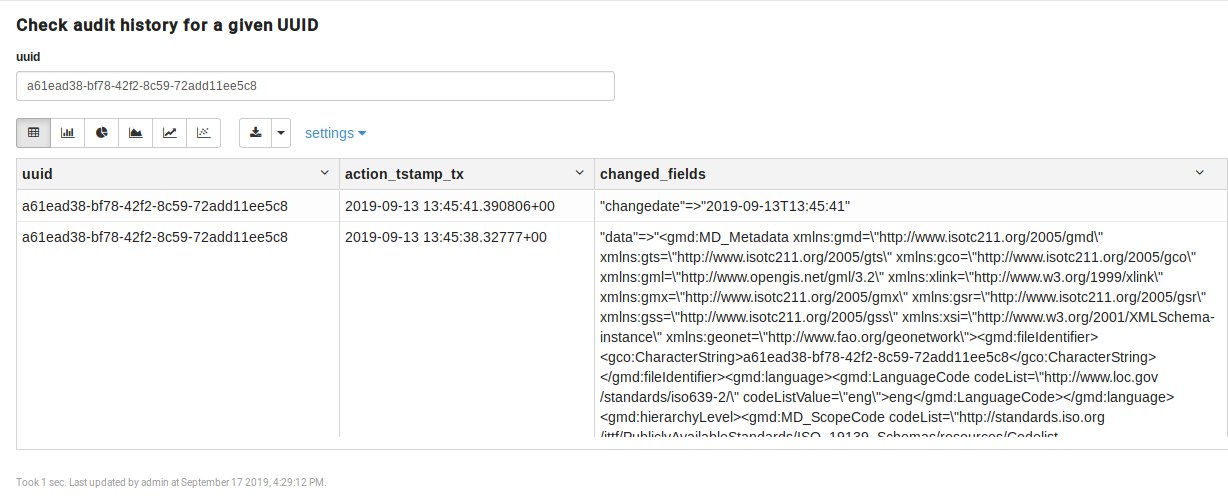 Check audit history for a given UUID
uuid
a61ead38-bf78-42f2-8c59-72add11ee5c8
settings
uuid action_tstamp_tx changed_fields
a61ead38-bf78-42f2-8c59-72add11ee5c8 2019-09-13 13:45:41.390806+00 "changedate"=>"2019-09-13T13:45:41"
a61ead38-bf78-42f2-8c59-72add11ee5c8 2019-09-13 13:45:38.32777+00 "data"=>"<gmd:MD_Metadata xmlns:gmd=\"http://www.isotc211.org/2005/gmd\"
xmlns:gts=\"http://www.isotc211.org/2005/gts\" xmlns:gco=\"http://www.isotc211.org/2005/gco\"
xmlns:gml=\"http://www.opengis.net/gml/3.2\" xmlns:xlink=\"http://www.w3.org/1999/xlink\"
xmlns:gmx=\"http://www.isotc211.org/2005/gmx\" xmlns:gsr=\"http://www.isotc211.org/2005/gsr\"
xmlns:gss=\"http://www.isotc211.org/2005/gss\" xmlns:xsi=\"http://www.w3.org/2001/XMLSchema-
instance\" xmlns:geonet=\"http://www.fao.org/geonetwork\"><gmd:fileIdentifier>
<gco:CharacterString>a61ead38-bf78-42f2-8c59-72add11ee5c8</gco:CharacterString>
</gmd:fileIdentifier><gmd:language><gmd:LanguageCode codeList=\"http://www.loc.gov
/standards/iso639-2/\" codeListValue=\"eng\">eng</gmd:LanguageCode></gmd:language>
<gmd:hierarchyLevel><gmd:MD_ScopeCode codeList=\"http://standards.iso.org
/ittf/PubliclyAvailableStandards/ISO_19139_Schemas/resources/Codelist
Took 1 sec. Last updated by admin at September 17 2019, 4:29:12 PM.